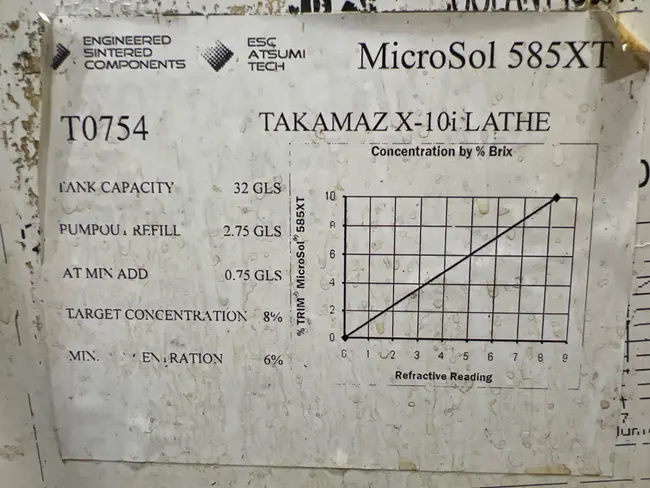 ENGINEERED
SINTERED
COMPONENTS
ESC
ATSUMI
TECH
MicroSol 585XT
T0754
TAKAMAZ X-10i LATHE
TANK CAPACITY 32 GLS
REFILL 2.75 GLS
AT MIN ADD 0.75 GLS
TARGET CONCENTRATION 8%
MIN. 6%
Concentration by % Brix
% TRIM® MicroSol® 585XT
10
8
6
4
2
0
0 1 2 3 4 5 6 7 8 9
Refractive Reading